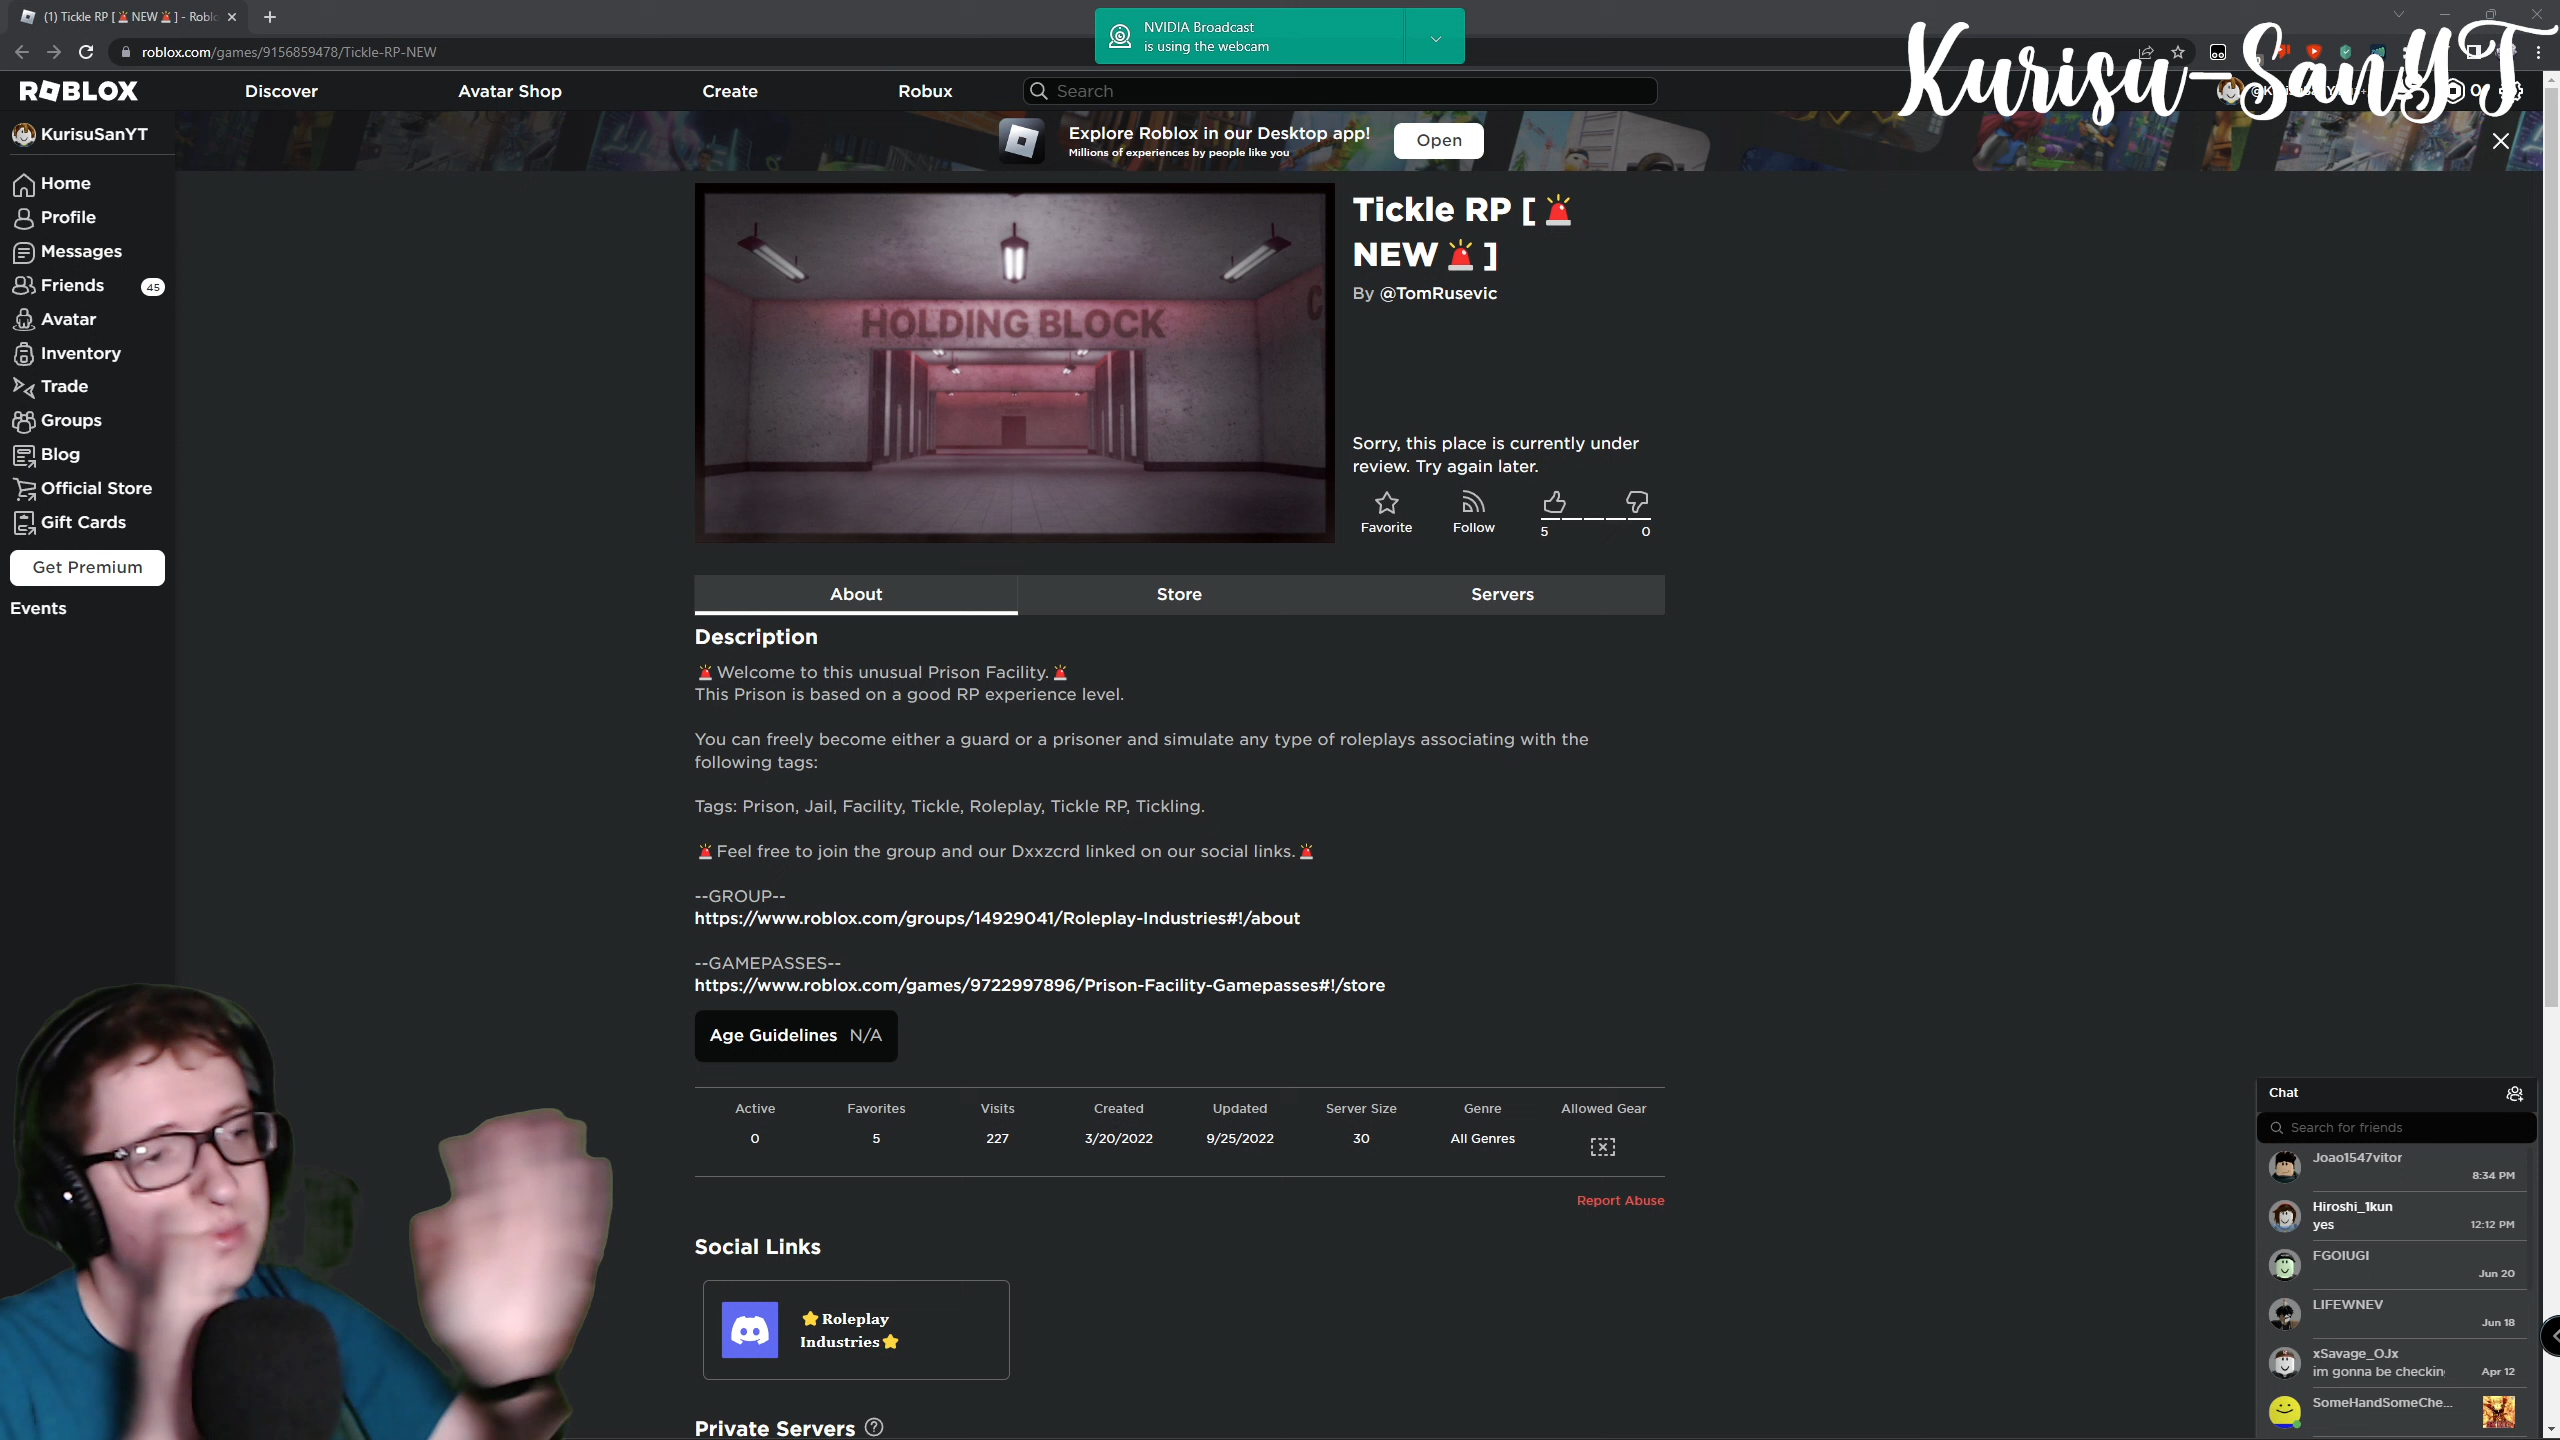 (1) Tickle RP [🚨NEW🚨] - Roblo
NVIDIA Broadcast
is using the webcam
roblox.com/games/9156859478/Tickle-RP-NEW
Kurisu-SanYT
ROBLOX
Discover
Avatar Shop
Create
Robux
Search
KurisuSanYT
Explore Roblox in our Desktop app!
Millions of experiences by people like you
Open
Home
Profile
Messages
Friends
45
Avatar
Inventory
Trade
Groups
Blog
Official Store
Gift Cards
Get Premium
Events
HOLDING BLOCK
Tickle RP [🚨
NEW🚨]
By @TomRusevic
Sorry, this place is currently under
review. Try again later.
Favorite
Follow
5
0
About
Store
Servers
Description
🚨Welcome to this unusual Prison Facility.🚨
This Prison is based on a good RP experience level.
You can freely become either a guard or a prisoner and simulate any type of roleplays associating with the
following tags:
Tags: Prison, Jail, Facility, Tickle, Roleplay, Tickle RP, Tickling.
🚨Feel free to join the group and our Dxxzcrd linked on our social links.🚨
--GROUP--
https://www.roblox.com/groups/14929041/Roleplay-Industries#!/about
--GAMEPASSES--
https://www.roblox.com/games/9722997896/Prison-Facility-Gamepasses#!/store
Age Guidelines N/A
Active Favorites Visits Created Updated Server Size Genre Allowed Gear
0 5 227 3/20/2022 9/25/2022 30 All Genres
Report Abuse
Social Links
⭐Roleplay
Industries⭐
Private Servers
Chat
Search for friends
Joao1547vitor
8:34 PM
Hiroshi_1kun
yes 12:12 PM
FGOIUGI
Jun 20
LIFEWNEV
Jun 18
xSavage_OJx
im gonna be checkin Apr 12
SomeHandSomeChe...